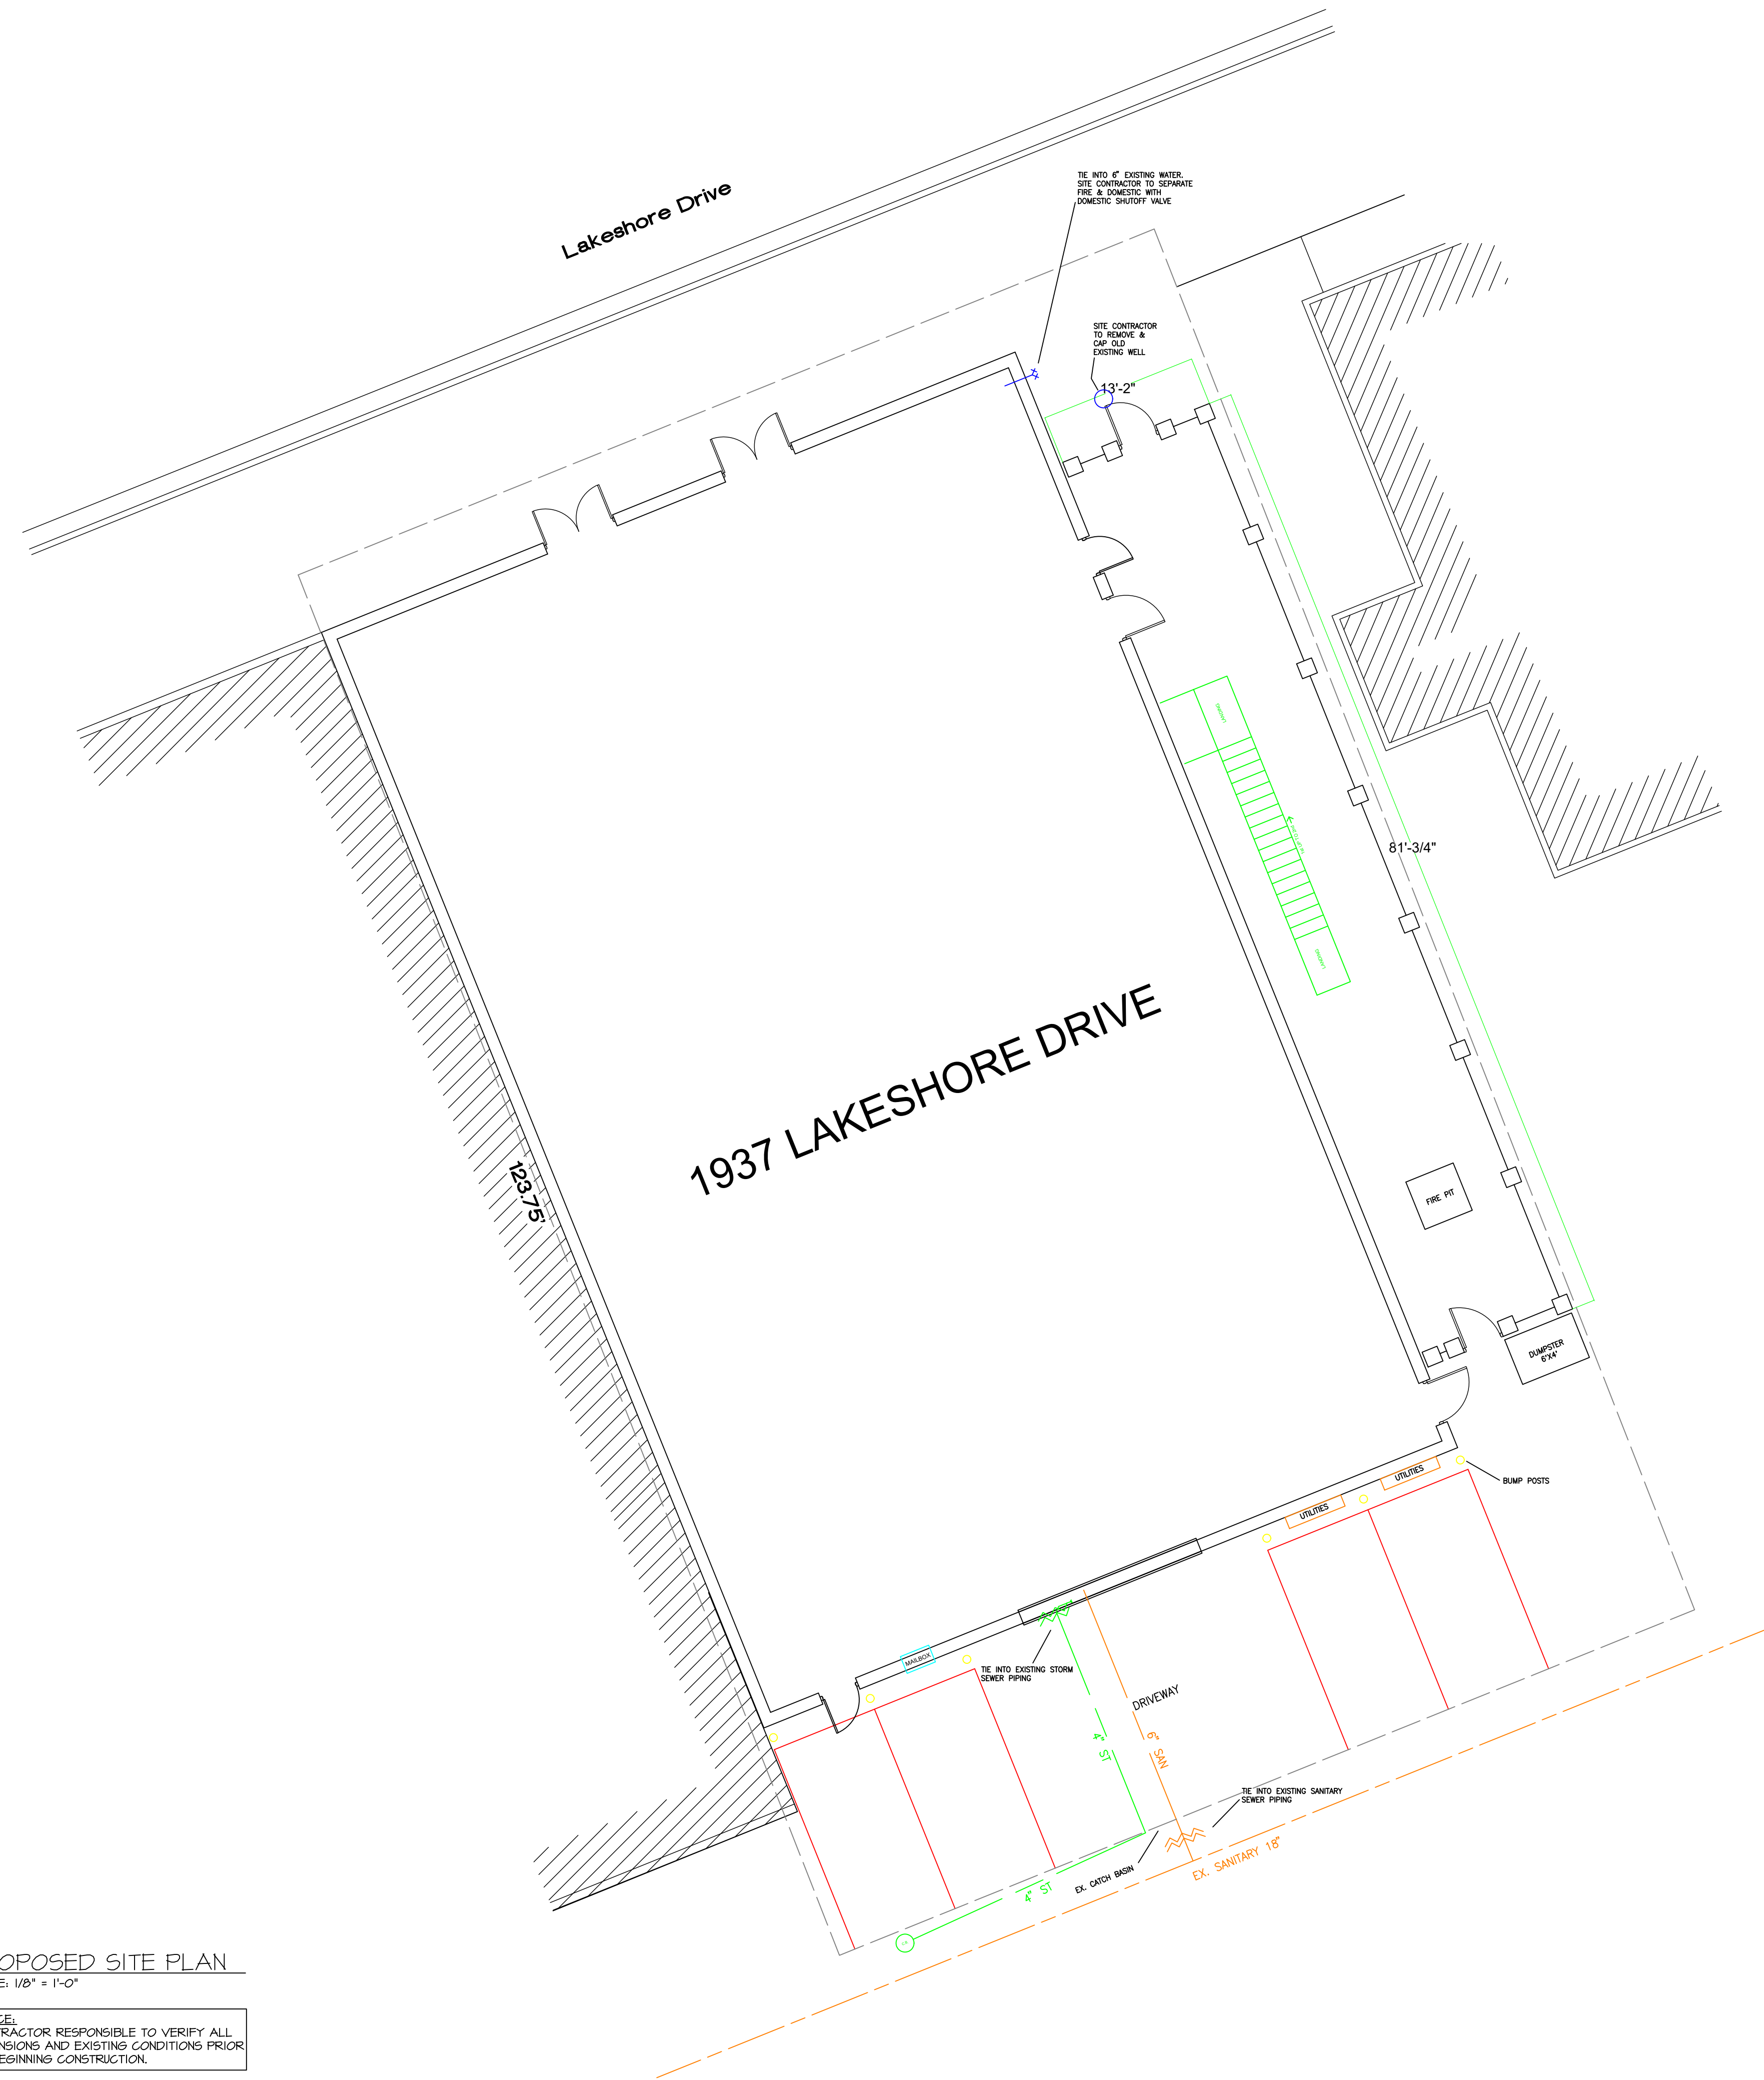 Lakeshore Drive
TIE INTO 6" EXISTING WATER.
SITE CONTRACTOR TO SEPARATE
FIRE & DOMESTIC WITH
DOMESTIC SHUTOFF VALVE
SITE CONTRACTOR
TO REMOVE &
CAP OLD
EXISTING WELL
13'-2"
LANDING
81'-3/4"
LANDING
1937 LAKESHORE DRIVE
123.75'
FIRE PIT
DUMPSTER
6'X4'
UTILITIES
UTILITIES
BUMP POSTS
MAILBOX
TIE INTO EXISTING STORM
SEWER PIPING
DRIVEWAY
4" ST
6" SAN
TIE INTO EXISTING SANITARY
SEWER PIPING
EX. CATCH BASIN
4" ST
EX. SANITARY 18"
OPOSED SITE PLAN
E: 1/8" = 1'-0"
CE:
RACTOR RESPONSIBLE TO VERIFY ALL
NSIONS AND EXISTING CONDITIONS PRIOR
EGINNING CONSTRUCTION.